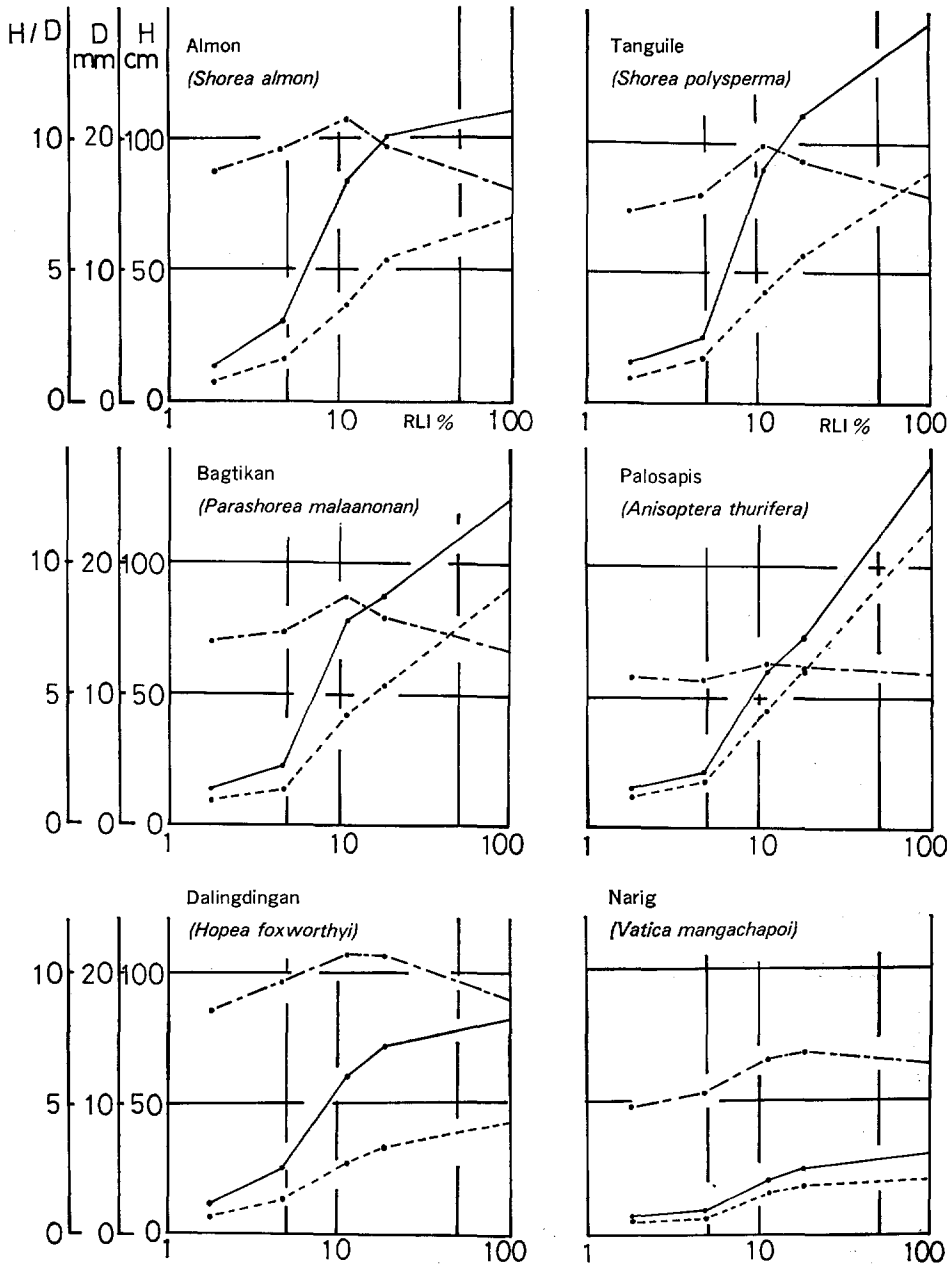 H/D D H
mm cm
Almon
(Shorea almon)
10 20 100
5 10 50
0 0 0
1 10 RLI % 100
Tanguile
(Shorea polysperma)
1 10 RLI % 100
Bagtikan
(Parashorea malaanonan)
10 20 100
5 10 50
0 0 0
1 10 100
Palosapis
(Anisoptera thurifera)
1 10 100
Dalingdingan
(Hopea foxworthyi)
10 20 100
5 10 50
0 0 0
1 10 100
Narig
(Vatica mangachapoi)
1 10 100